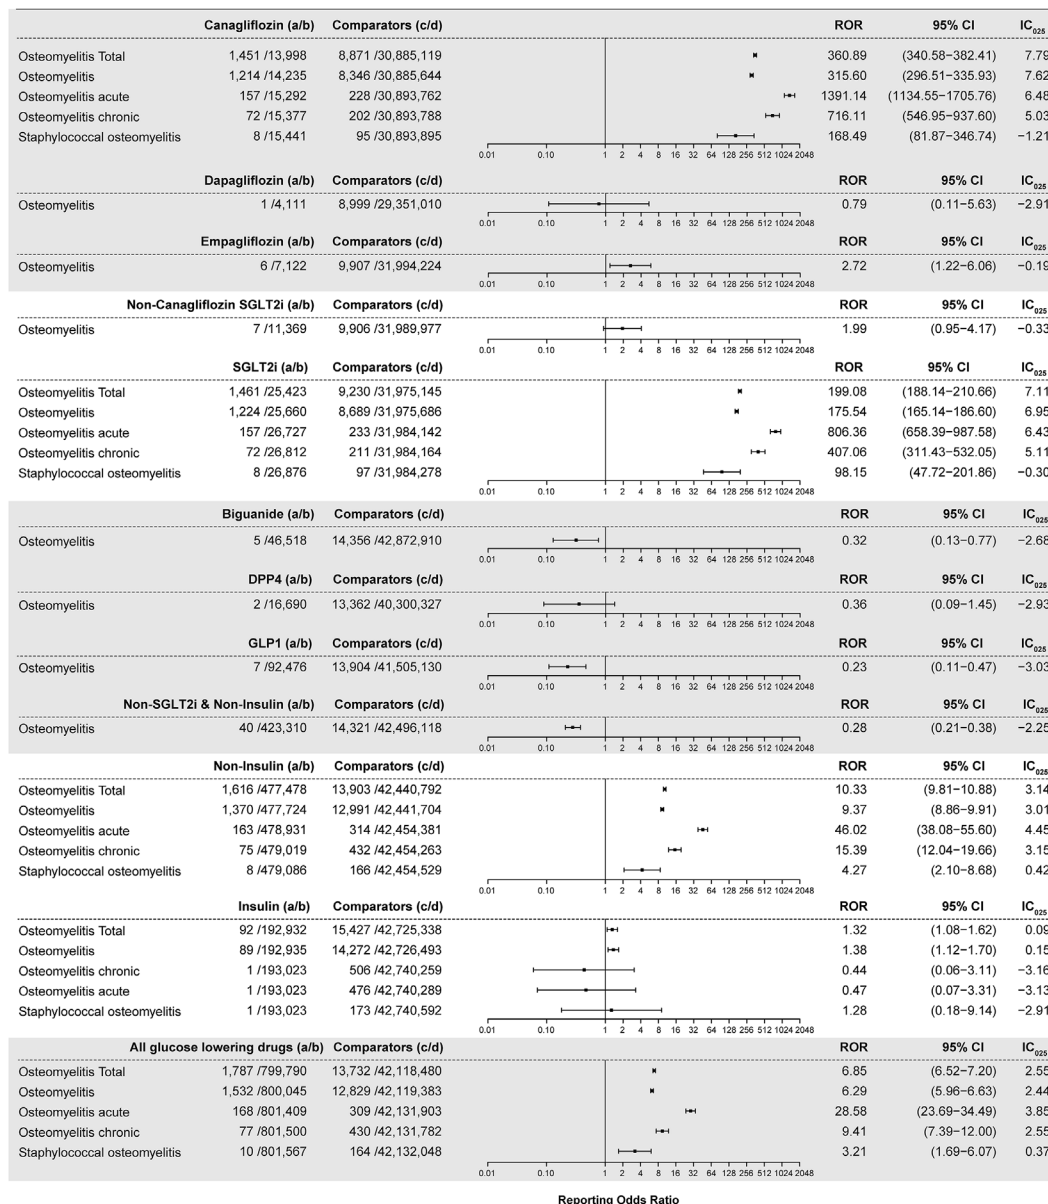 Canagliflozin (a/b) Comparators (c/d) ROR 95% CI IC025
Osteomyelitis Total 1,451 /13,998 8,871 /30,885,119 360.89 (340.58−382.41) 7.79
Osteomyelitis 1,214 /14,235 8,346 /30,885,644 315.60 (296.51−335.93) 7.62
Osteomyelitis acute 157 /15,292 228 /30,893,762 1391.14 (1134.55−1705.76) 6.48
Osteomyelitis chronic 72 /15,377 202 /30,893,788 716.11 (546.95−937.60) 5.03
Staphylococcal osteomyelitis 8 /15,441 95 /30,893,895 168.49 (81.87−346.74) −1.21
0.01 0.10 1 2 4 8 16 32 64 128 256 512 1024 2048
Dapagliflozin (a/b) Comparators (c/d) ROR 95% CI IC025
Osteomyelitis 1 /4,111 8,999 /29,351,010 0.79 (0.11−5.63) −2.91
0.01 0.10 1 2 4 8 16 32 64 128 256 512 1024 2048
Empagliflozin (a/b) Comparators (c/d) ROR 95% CI IC025
Osteomyelitis 6 /7,122 9,907 /31,994,224 2.72 (1.22−6.06) −0.19
0.01 0.10 1 2 4 8 16 32 64 128 256 512 1024 2048
Non-Canagliflozin SGLT2i (a/b) Comparators (c/d) ROR 95% CI IC025
Osteomyelitis 7 /11,369 9,906 /31,989,977 1.99 (0.95−4.17) −0.33
0.01 0.10 1 2 4 8 16 32 64 128 256 512 1024 2048
SGLT2i (a/b) Comparators (c/d) ROR 95% CI IC025
Osteomyelitis Total 1,461 /25,423 9,230 /31,975,145 199.08 (188.14−210.66) 7.11
Osteomyelitis 1,224 /25,660 8,689 /31,975,686 175.54 (165.14−186.60) 6.95
Osteomyelitis acute 157 /26,727 233 /31,984,142 806.36 (658.39−987.58) 6.43
Osteomyelitis chronic 72 /26,812 211 /31,984,164 407.06 (311.43−532.05) 5.11
Staphylococcal osteomyelitis 8 /26,876 97 /31,984,278 98.15 (47.72−201.86) −0.30
0.01 0.10 1 2 4 8 16 32 64 128 256 512 1024 2048
Biguanide (a/b) Comparators (c/d) ROR 95% CI IC025
Osteomyelitis 5 /46,518 14,356 /42,872,910 0.32 (0.13−0.77) −2.68
0.01 0.10 1 2 4 8 16 32 64 128 256 512 1024 2048
DPP4 (a/b) Comparators (c/d) ROR 95% CI IC025
Osteomyelitis 2 /16,690 13,362 /40,300,327 0.36 (0.09−1.45) −2.93
0.01 0.10 1 2 4 8 16 32 64 128 256 512 1024 2048
GLP1 (a/b) Comparators (c/d) ROR 95% CI IC025
Osteomyelitis 7 /92,476 13,904 /41,505,130 0.23 (0.11−0.47) −3.03
0.01 0.10 1 2 4 8 16 32 64 128 256 512 1024 2048
Non-SGLT2i & Non-Insulin (a/b) Comparators (c/d) ROR 95% CI IC025
Osteomyelitis 40 /423,310 14,321 /42,496,118 0.28 (0.21−0.38) −2.25
0.01 0.10 1 2 4 8 16 32 64 128 256 512 1024 2048
Non-Insulin (a/b) Comparators (c/d) ROR 95% CI IC025
Osteomyelitis Total 1,616 /477,478 13,903 /42,440,792 10.33 (9.81−10.88) 3.14
Osteomyelitis 1,370 /477,724 12,991 /42,441,704 9.37 (8.86−9.91) 3.01
Osteomyelitis acute 163 /478,931 314 /42,454,381 46.02 (38.08−55.60) 4.45
Osteomyelitis chronic 75 /479,019 432 /42,454,263 15.39 (12.04−19.66) 3.15
Staphylococcal osteomyelitis 8 /479,086 166 /42,454,529 4.27 (2.10−8.68) 0.42
0.01 0.10 1 2 4 8 16 32 64 128 256 512 1024 2048
Insulin (a/b) Comparators (c/d) ROR 95% CI IC025
Osteomyelitis Total 92 /192,932 15,427 /42,725,338 1.32 (1.08−1.62) 0.09
Osteomyelitis 89 /192,935 14,272 /42,726,493 1.38 (1.12−1.70) 0.15
Osteomyelitis chronic 1 /193,023 506 /42,740,259 0.44 (0.06−3.11) −3.16
Osteomyelitis acute 1 /193,023 476 /42,740,289 0.47 (0.07−3.31) −3.13
Staphylococcal osteomyelitis 1 /193,023 173 /42,740,592 1.28 (0.18−9.14) −2.91
0.01 0.10 1 2 4 8 16 32 64 128 256 512 1024 2048
All glucose lowering drugs (a/b) Comparators (c/d) ROR 95% CI IC025
Osteomyelitis Total 1,787 /799,790 13,732 /42,118,480 6.85 (6.52−7.20) 2.55
Osteomyelitis 1,532 /800,045 12,829 /42,119,383 6.29 (5.96−6.63) 2.44
Osteomyelitis acute 168 /801,409 309 /42,131,903 28.58 (23.69−34.49) 3.85
Osteomyelitis chronic 77 /801,500 430 /42,131,782 9.41 (7.39−12.00) 2.55
Staphylococcal osteomyelitis 10 /801,567 164 /42,132,048 3.21 (1.69−6.07) 0.37
0.01 0.10 1 2 4 8 16 32 64 128 256 512 1024 2048
Reporting Odds Ratio